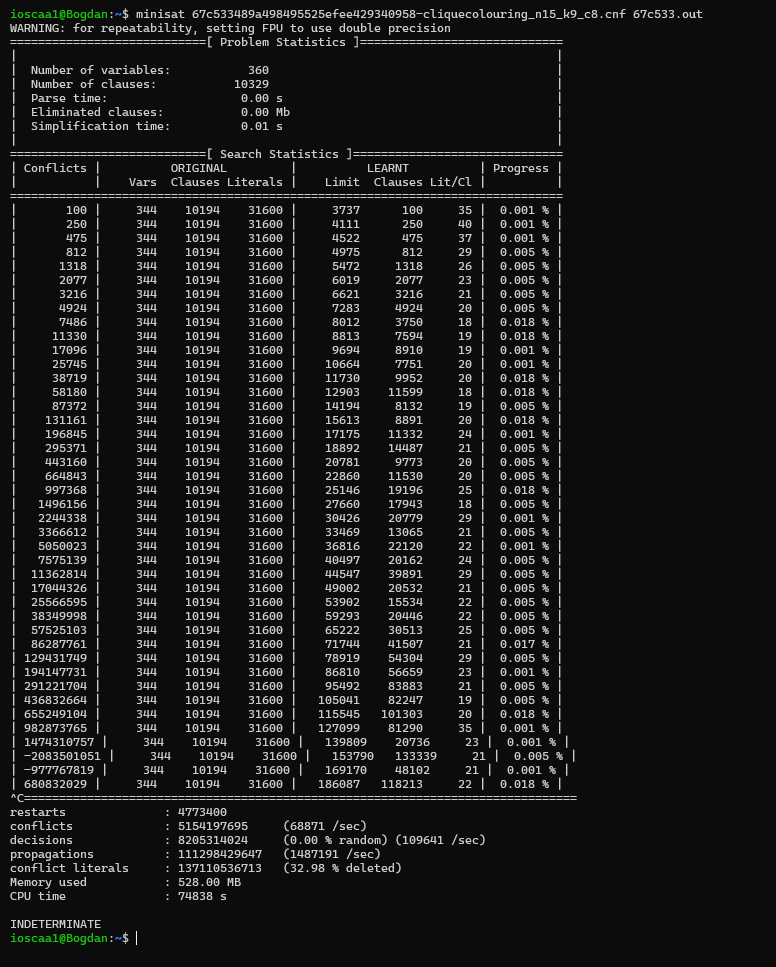 ioscaa1@Bogdan:~$ minisat 67c533489a498495525efee429340958-cliquecolouring_n15_k9_c8.cnf 67c533.out
WARNING: for repeatability, setting FPU to use double precision
============================[ Problem Statistics ]=============================
|                                                                             |
|  Number of variables:           360                                         |
|  Number of clauses:           10329                                         |
|  Parse time:                   0.00 s                                       |
|  Eliminated clauses:           0.00 Mb                                      |
|  Simplification time:          0.01 s                                       |
|                                                                             |
============================[ Search Statistics ]==============================
| Conflicts |          ORIGINAL         |          LEARNT          | Progress |
|           |    Vars  Clauses Literals |    Limit  Clauses Lit/Cl |          |
===============================================================================
|       100 |     344    10194    31600 |     3737      100     35 |  0.001 % |
|       250 |     344    10194    31600 |     4111      250     40 |  0.001 % |
|       475 |     344    10194    31600 |     4522      475     37 |  0.001 % |
|       812 |     344    10194    31600 |     4975      812     29 |  0.005 % |
|      1318 |     344    10194    31600 |     5472     1318     26 |  0.005 % |
|      2077 |     344    10194    31600 |     6019     2077     23 |  0.005 % |
|      3216 |     344    10194    31600 |     6621     3216     21 |  0.005 % |
|      4924 |     344    10194    31600 |     7283     4924     20 |  0.005 % |
|      7486 |     344    10194    31600 |     8012     3750     18 |  0.018 % |
|     11330 |     344    10194    31600 |     8813     7594     19 |  0.005 % |
|     17096 |     344    10194    31600 |     9694     8910     19 |  0.001 % |
|     25745 |     344    10194    31600 |    10664     7751     20 |  0.001 % |
|     38719 |     344    10194    31600 |    11730     9952     20 |  0.018 % |
|     58180 |     344    10194    31600 |    12903    11599     18 |  0.018 % |
|     87372 |     344    10194    31600 |    14194     8132     19 |  0.005 % |
|    131161 |     344    10194    31600 |    15613     8891     20 |  0.018 % |
|    196845 |     344    10194    31600 |    17175    11332     24 |  0.001 % |
|    295371 |     344    10194    31600 |    18892    14487     21 |  0.005 % |
|    443160 |     344    10194    31600 |    20781     9773     20 |  0.005 % |
|    664843 |     344    10194    31600 |    22860    11530     20 |  0.005 % |
|    997368 |     344    10194    31600 |    25146    19196     25 |  0.018 % |
|   1496156 |     344    10194    31600 |    27660    17943     18 |  0.005 % |
|   2244338 |     344    10194    31600 |    30426    20779     29 |  0.001 % |
|   3366612 |     344    10194    31600 |    33469    13065     21 |  0.005 % |
|   5050023 |     344    10194    31600 |    36816    22120     22 |  0.001 % |
|   7575139 |     344    10194    31600 |    40497    20162     24 |  0.005 % |
|  11362814 |     344    10194    31600 |    44547    39891     29 |  0.005 % |
|  17044326 |     344    10194    31600 |    49002    20532     21 |  0.005 % |
|  25566595 |     344    10194    31600 |    53902    15534     22 |  0.005 % |
|  38349998 |     344    10194    31600 |    59293    20446     22 |  0.005 % |
|  57525103 |     344    10194    31600 |    65222    30513     25 |  0.005 % |
|  86287761 |     344    10194    31600 |    71744    41507     21 |  0.017 % |
| 129431749 |     344    10194    31600 |    78919    54304     29 |  0.005 % |
| 194147731 |     344    10194    31600 |    86810    56659     23 |  0.001 % |
| 291221704 |     344    10194    31600 |    95492    83883     21 |  0.005 % |
| 436832664 |     344    10194    31600 |   105041    82247     19 |  0.005 % |
| 655249104 |     344    10194    31600 |   115545   101303     20 |  0.018 % |
| 982873765 |     344    10194    31600 |   127099    81290     35 |  0.001 % |
| 1474310757 |     344    10194    31600 |   139809    20736     23 |  0.001 % |
| -2083501051 |     344    10194    31600 |   153790   133339     21 |  0.005 % |
| -977767819 |     344    10194    31600 |   169170    48102     21 |  0.001 % |
| 680832029 |     344    10194    31600 |   186087   118213     22 |  0.018 % |
^C===============================================================================
restarts              : 4773400
conflicts             : 5154197695     (68871 /sec)
decisions             : 8205314024     (0.00 % random) (109641 /sec)
propagations          : 111298429647   (1487191 /sec)
conflict literals     : 137110536713   (32.98 % deleted)
Memory used           : 528.00 MB
CPU time              : 74838 s

INDETERMINATE
ioscaa1@Bogdan:~$